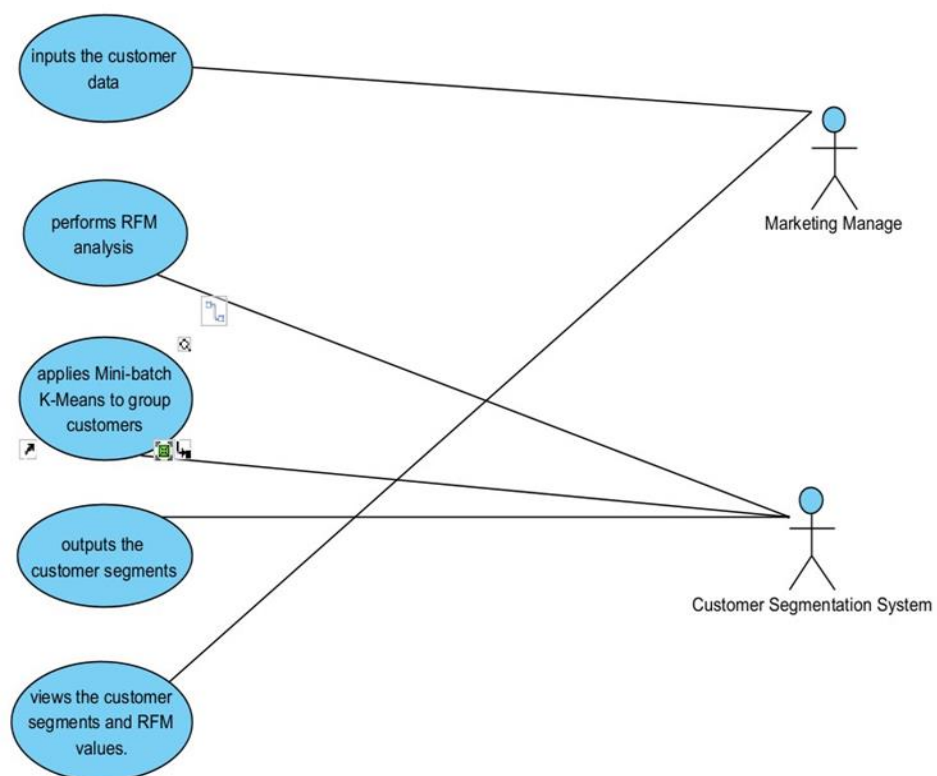 inputs the customer
data
performs RFM
analysis
applies Mini-batch
K-Means to group
customers
outputs the
customer segments
views the customer
segments and RFM
values.
Marketing Manage
Customer Segmentation System